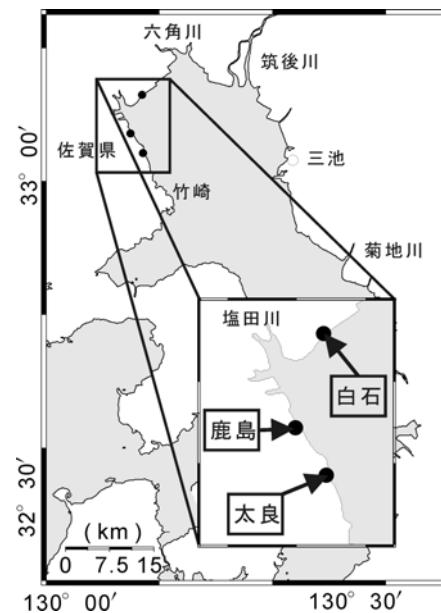 六角川
筑後川
33° 00′
佐賀県
三池
竹崎
菊地川
塩田川
白石
鹿島
太良
32° 30′
(km)
0 7.5 15
130° 00′
130° 30′